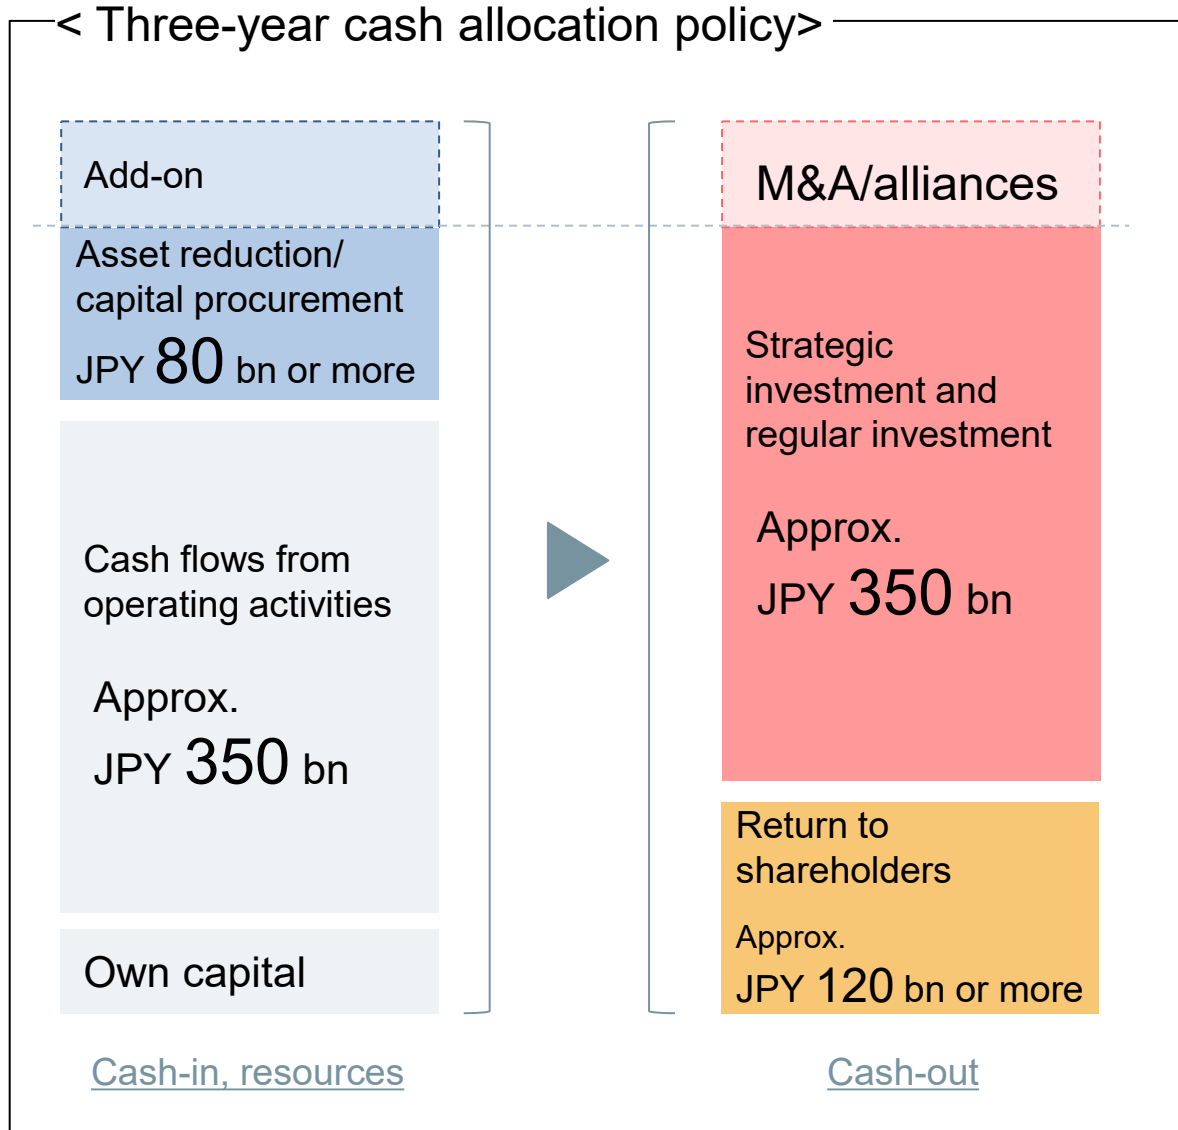 < Three-year cash allocation policy>
Add-on
Asset reduction/
capital procurement
JPY 80 bn or more
Cash flows from
operating activities
Approx.
JPY 350 bn
Own capital
Cash-in, resources
M&A/alliances
Strategic
investment and
regular investment
Approx.
JPY 350 bn
Return to
shareholders
Approx.
JPY 120 bn or more
Cash-out